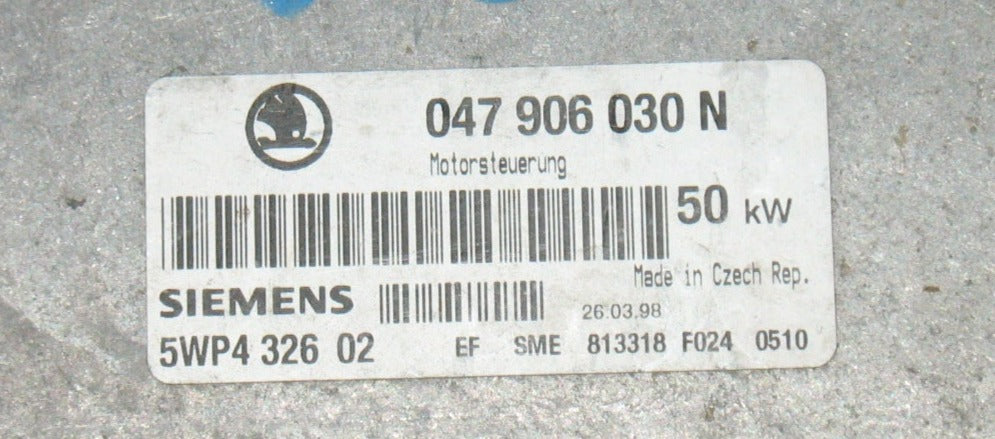 047 906 030 N
Motorsteuerung
50 kW
Made in Czech Rep.
SIEMENS
26.03.98
5WP4 326 02 EF SME 813318 F024 0510